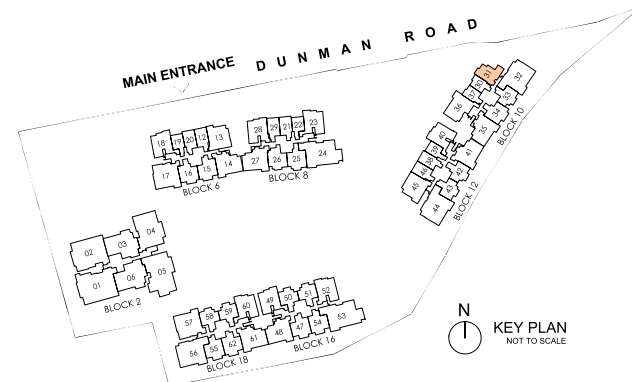 DUNMAN ROAD
MAIN ENTRANCE
31 32
30
37 33
36 34
35
BLOCK 10
40 41
39
38 42
46 43
45 44
BLOCK 12
18 19 20 12 13
17 16 15 14
BLOCK 6
28 29 21 22 23
27 26 25 24
BLOCK 8
02 03 04
01 06 05
BLOCK 2
57 58 59 60
56 55 62 61
BLOCK 18
49 50 51 52
48 47 54 53
BLOCK 16
N
KEY PLAN
NOT TO SCALE